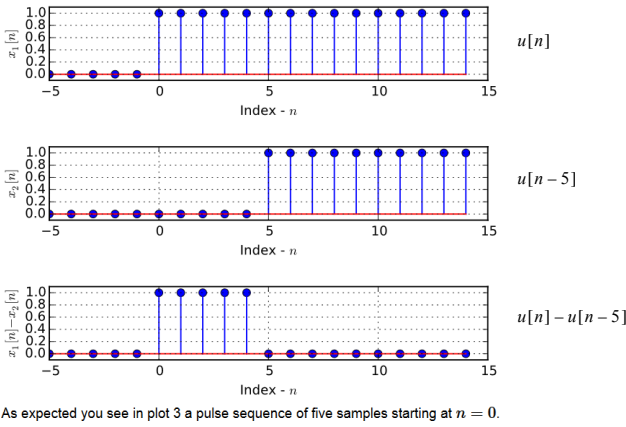 1.0
0.8
0.6
0.4
0.2
0.0
x₁[n]
−5 0 5 10 15
Index - n
u[n]
1.0
0.8
0.6
0.4
0.2
0.0
x₂[n]
−5 0 5 10 15
Index - n
u[n − 5]
1.0
0.8
0.6
0.4
0.2
0.0
x₁[n]−x₂[n]
−5 0 5 10 15
Index - n
u[n] − u[n − 5]
As expected you see in plot 3 a pulse sequence of five samples starting at n = 0.